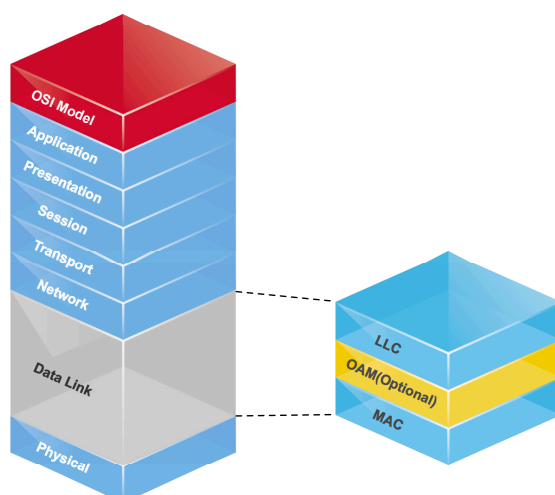 OSI Model
Application
Presentation
Session
Transport
Network
Data Link
Physical
LLC
OAM(Optional)
MAC